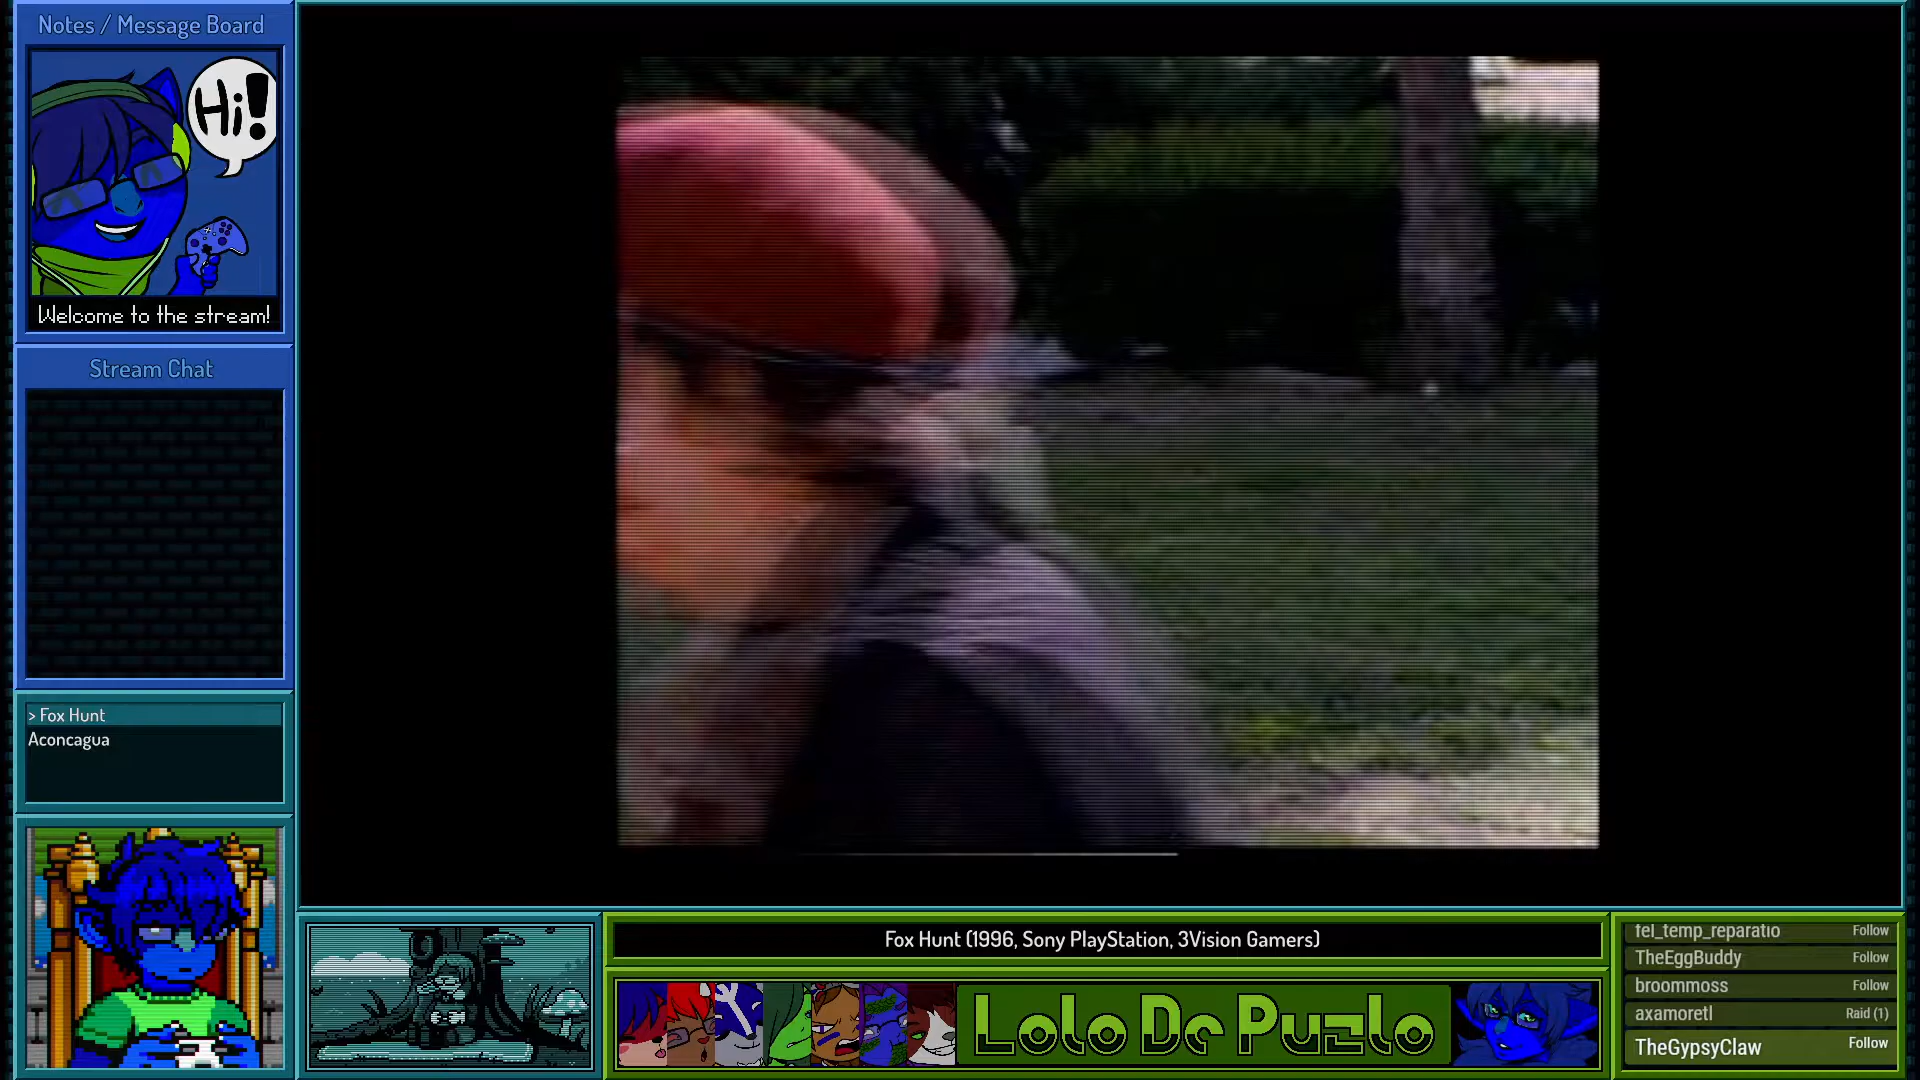 Notes / Message Board
Hi!
Welcome to the stream!
Stream Chat
> Fox Hunt
Aconcagua
Fox Hunt (1996, Sony PlayStation, 3Vision Gamers)
Lolo De Puzlo
fel_temp_reparatio Follow
TheEggBuddy Follow
broommoss Follow
axamoretl Raid (1)
TheGypsyClaw Follow